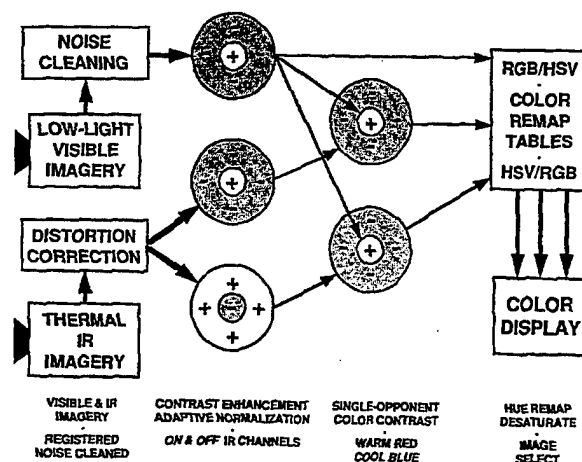 NOISE
CLEANING
LOW-LIGHT
VISIBLE
IMAGERY
DISTORTION
CORRECTION
THERMAL
IR
IMAGERY
+
+
+
+
+ - +
+
+
RGB/HSV
·
COLOR
REMAP
TABLES
·
HSV/RGB
COLOR
DISPLAY
VISIBLE & IR
IMAGERY
·
REGISTERED
NOISE CLEANED
CONTRAST ENHANCEMENT
ADAPTIVE NORMALIZATION
·
ON & OFF IR CHANNELS
SINGLE-OPPONENT
COLOR CONTRAST
·
WARM RED
COOL BLUE
HUE REMAP
DESATURATE
·
IMAGE
SELECT